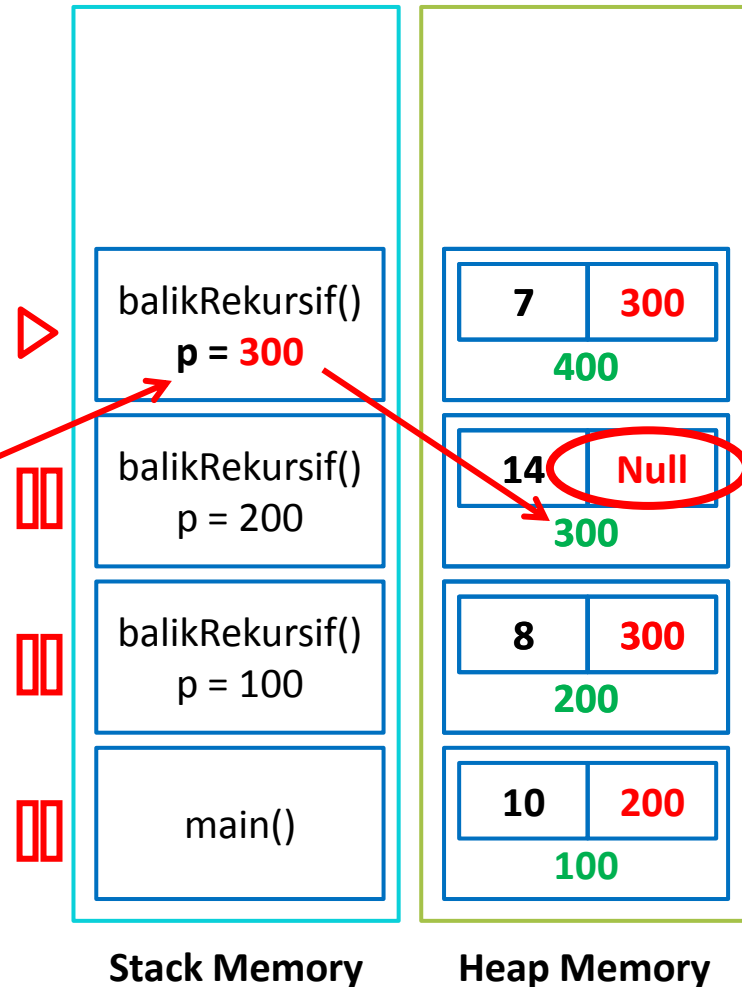 balikRekursif()
p = 300
balikRekursif()
p = 200
balikRekursif()
p = 100
main()
Stack Memory
7 300
400
14 Null
300
8 300
200
10 200
100
Heap Memory